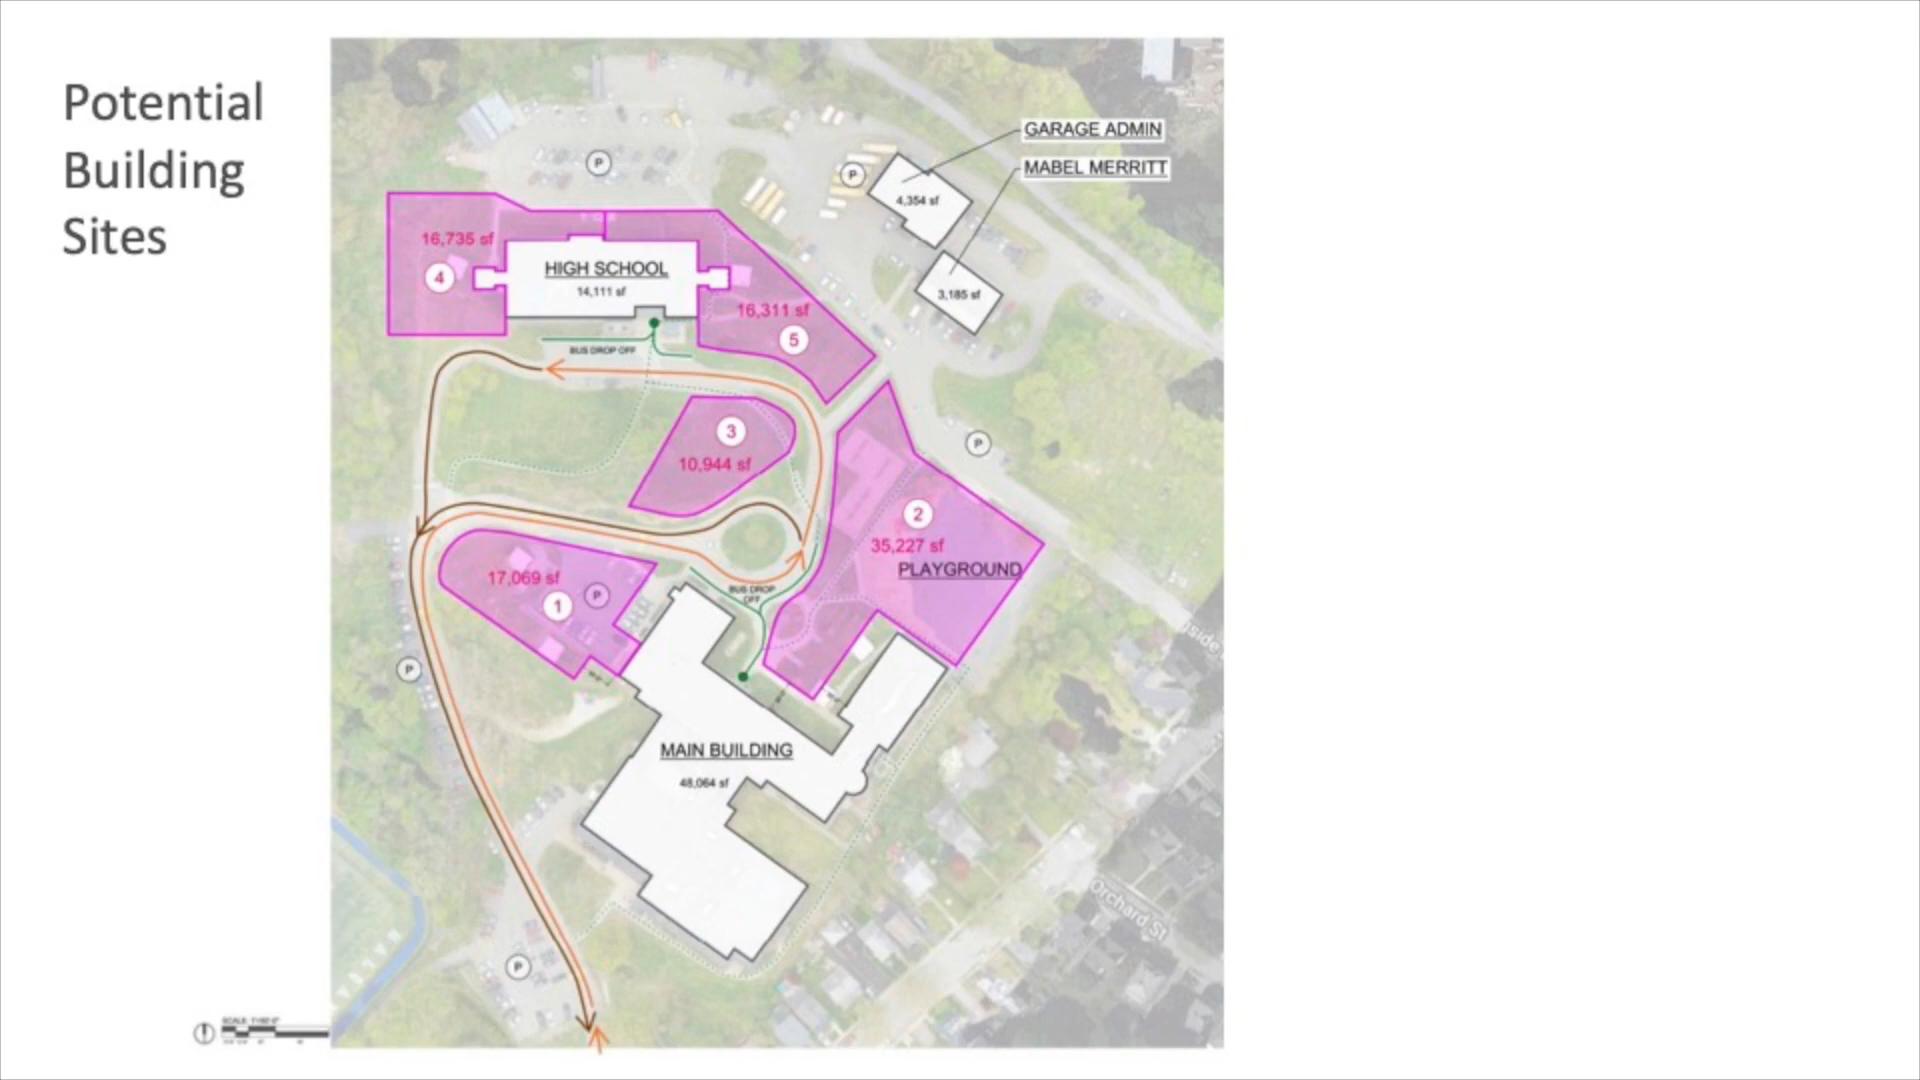 Potential
Building
Sites
GARAGE ADMIN
MABEL MERRITT
P
P
4,354 sf
16,735 sf
4
HIGH SCHOOL
14,111 sf
3,185 sf
16,311 sf
5
BUS DROP OFF
3
10,944 sf
P
2
35,227 sf
PLAYGROUND
17,069 sf
1
P
BUS DROP
OFF
P
MAIN BUILDING
48,064 sf
Orchard St
P